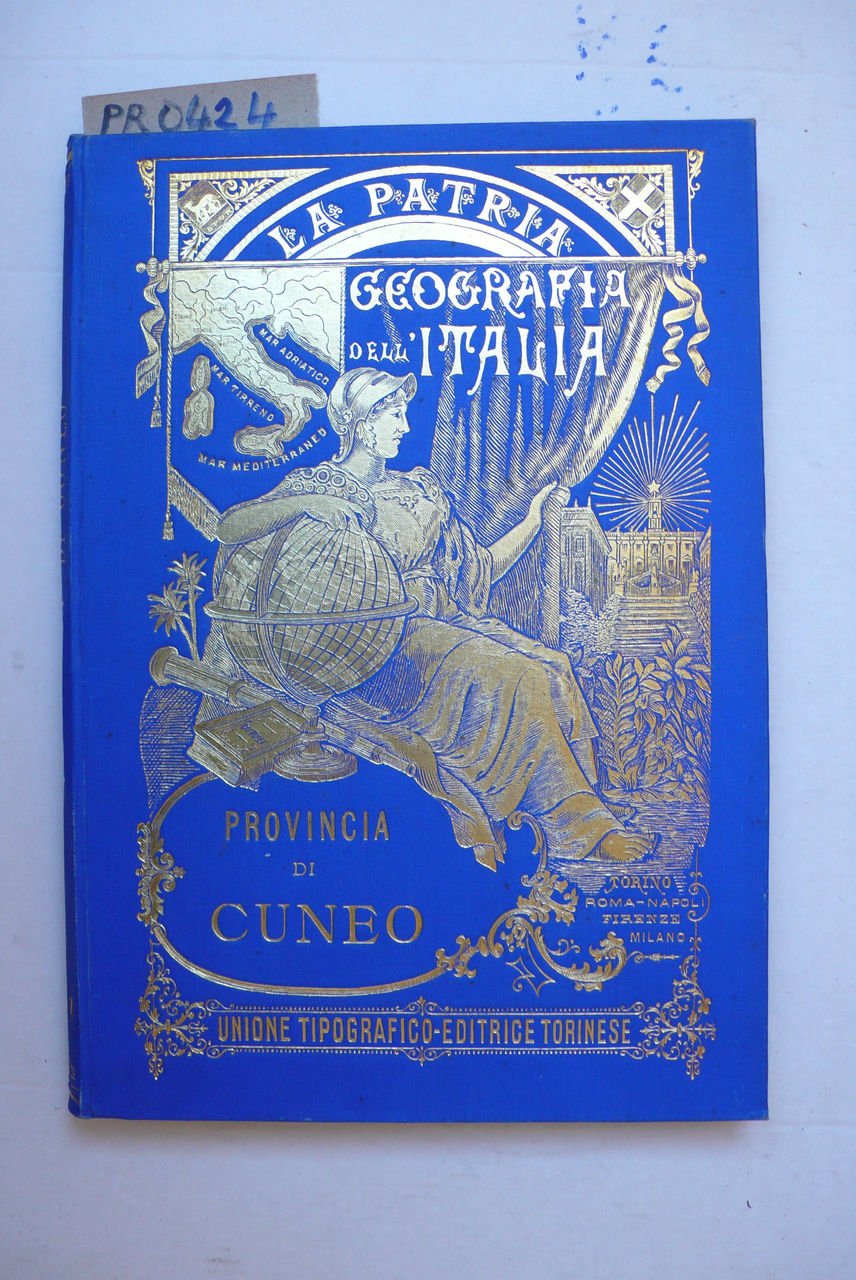 PR0424
LA PATRIA
GEOGRAFIA
DELL'ITALIA
MAR ADRIATICO
MAR TIRRENO
MAR MEDITERRANEO
PROVINCIA
DI
CUNEO
TORINO
ROMA-NAPOLI
FIRENZE
MILANO
UNIONE TIPOGRAFICO-EDITRICE TORINESE